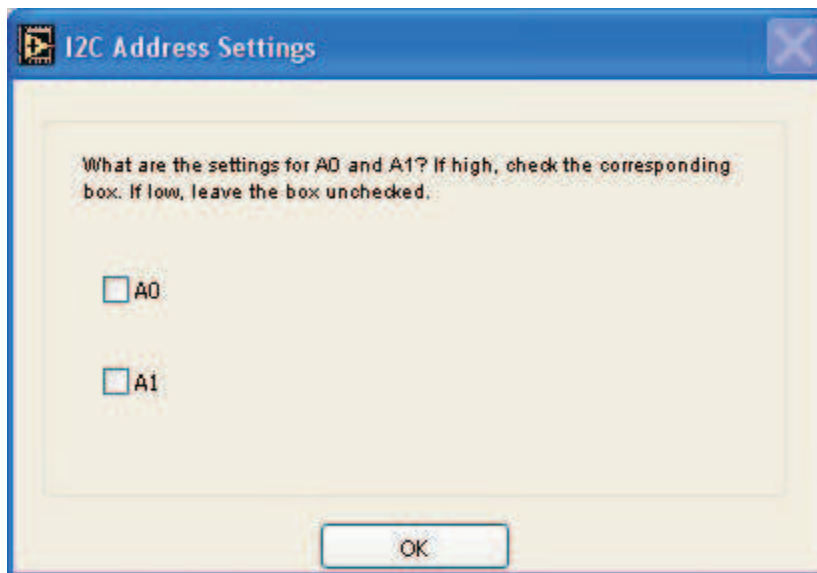 I2C Address Settings
What are the settings for A0 and A1? If high, check the corresponding
box. If low, leave the box unchecked.
A0
A1
OK